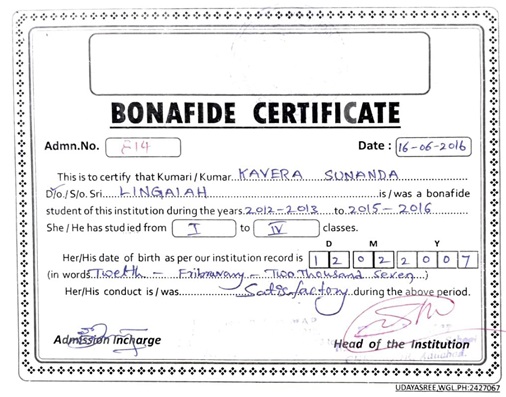 BONAFIDE CERTIFICATE
Admn.No. E14 Date : 16-06-2016
This is to certify that Kumari / Kumar KAVERA SUNANDA
D/o./S/o. Sri. LINGAIAH is / was a bonafide
student of this institution during the years 2012-2013 to 2015-2016
She / He has studied from I to IV classes.
D M Y
Her/His date of birth as per our institution record is 1 2 0 2 2 0 0 7
(in words Twelth - Fribravary - Two Thousand Seven )
Her/His conduct is / was Satisfactory during the above period.
Admission Incharge Head of the Institution
UDAYASREE,WGL,PH:2427067